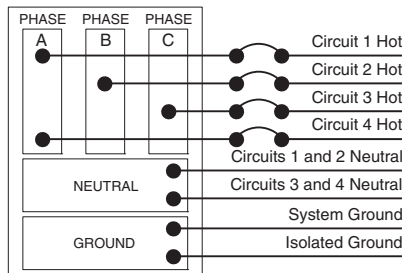 PHASE PHASE PHASE
A B C
Circuit 1 Hot
Circuit 2 Hot
Circuit 3 Hot
Circuit 4 Hot
Circuits 1 and 2 Neutral
NEUTRAL
Circuits 3 and 4 Neutral
System Ground
GROUND
Isolated Ground